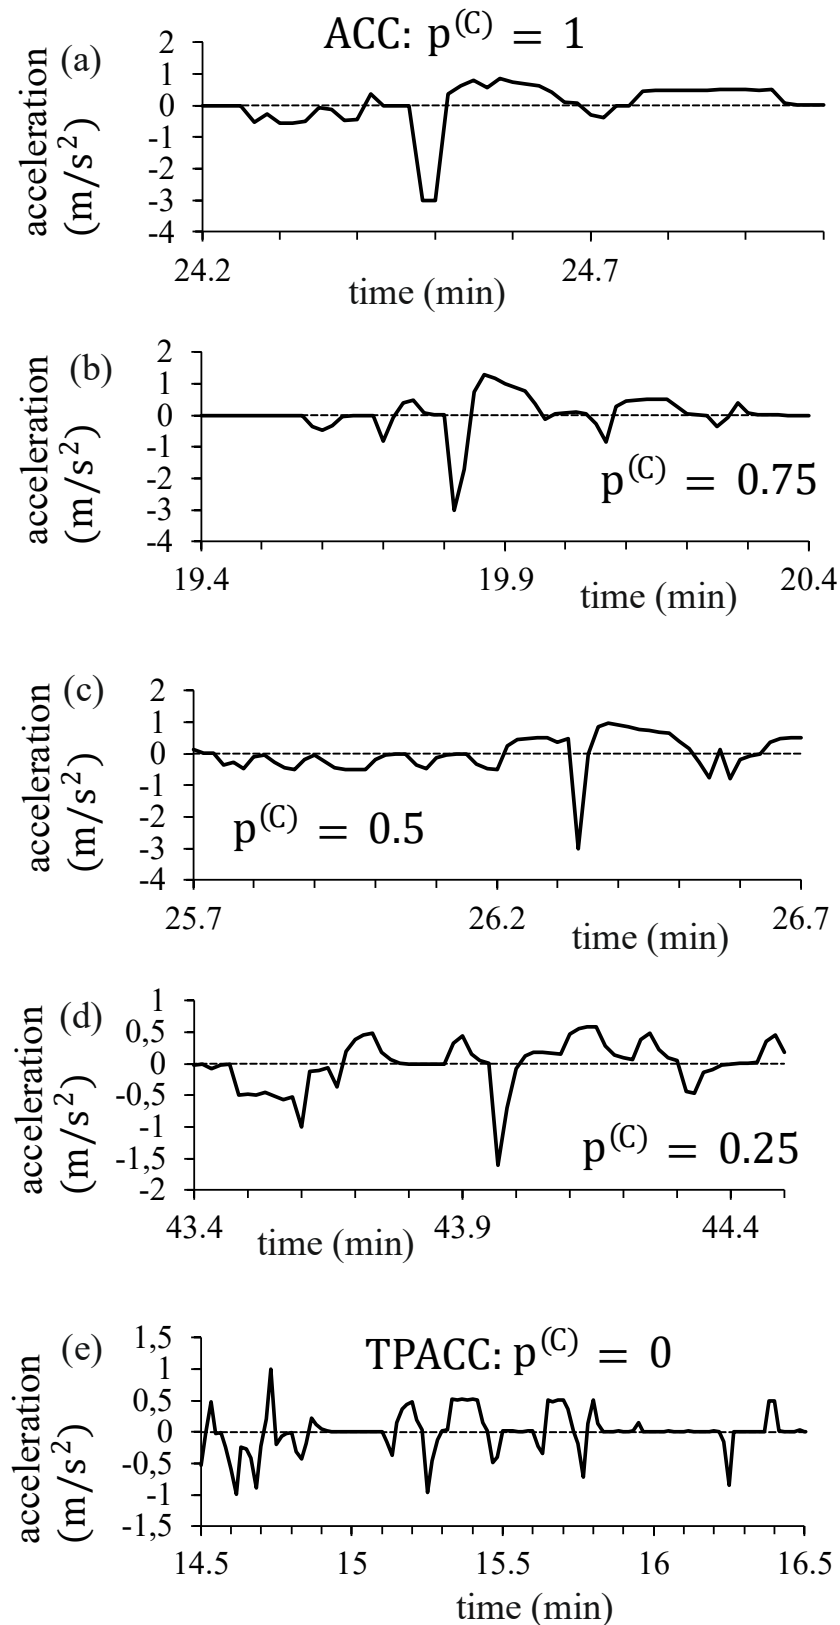 (a)
ACC: p(C) = 1
acceleration
(m/s2)
2
1
0
-1
-2
-3
-4
24.2
24.7
time (min)
(b)
acceleration
(m/s2)
2
1
0
-1
-2
-3
-4
p(C) = 0.75
19.4
19.9
20.4
time (min)
(c)
acceleration
(m/s2)
2
1
0
-1
-2
-3
-4
p(C) = 0.5
25.7
26.2
26.7
time (min)
(d)
acceleration
(m/s2)
1
0,5
0
-0,5
-1
-1,5
-2
p(C) = 0.25
43.4
43.9
44.4
time (min)
(e)
TPACC: p(C) = 0
acceleration
(m/s2)
1,5
1
0,5
0
-0,5
-1
-1,5
14.5
15
15.5
16
16.5
time (min)